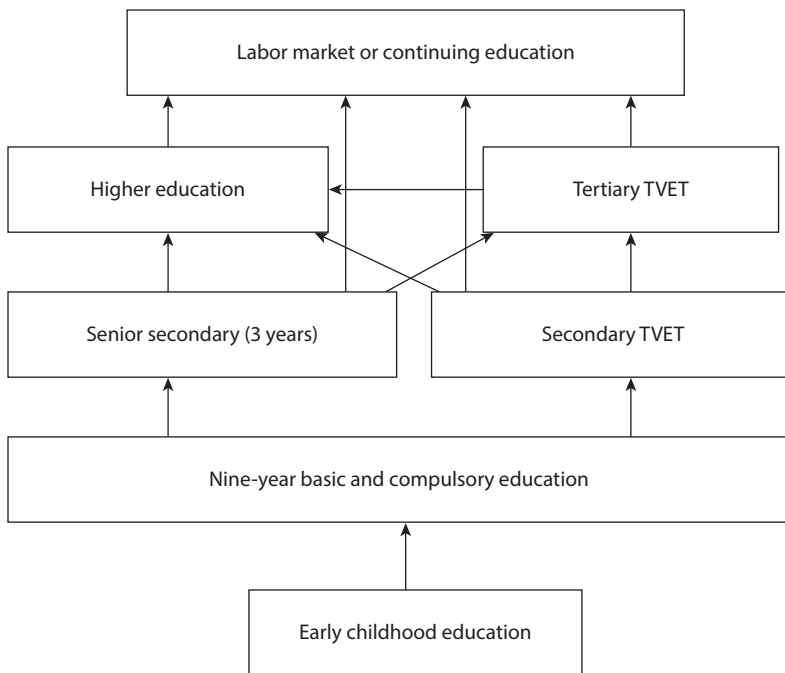 Labor market or continuing education
Higher education
Tertiary TVET
Senior secondary (3 years)
Secondary TVET
Nine-year basic and compulsory education
Early childhood education